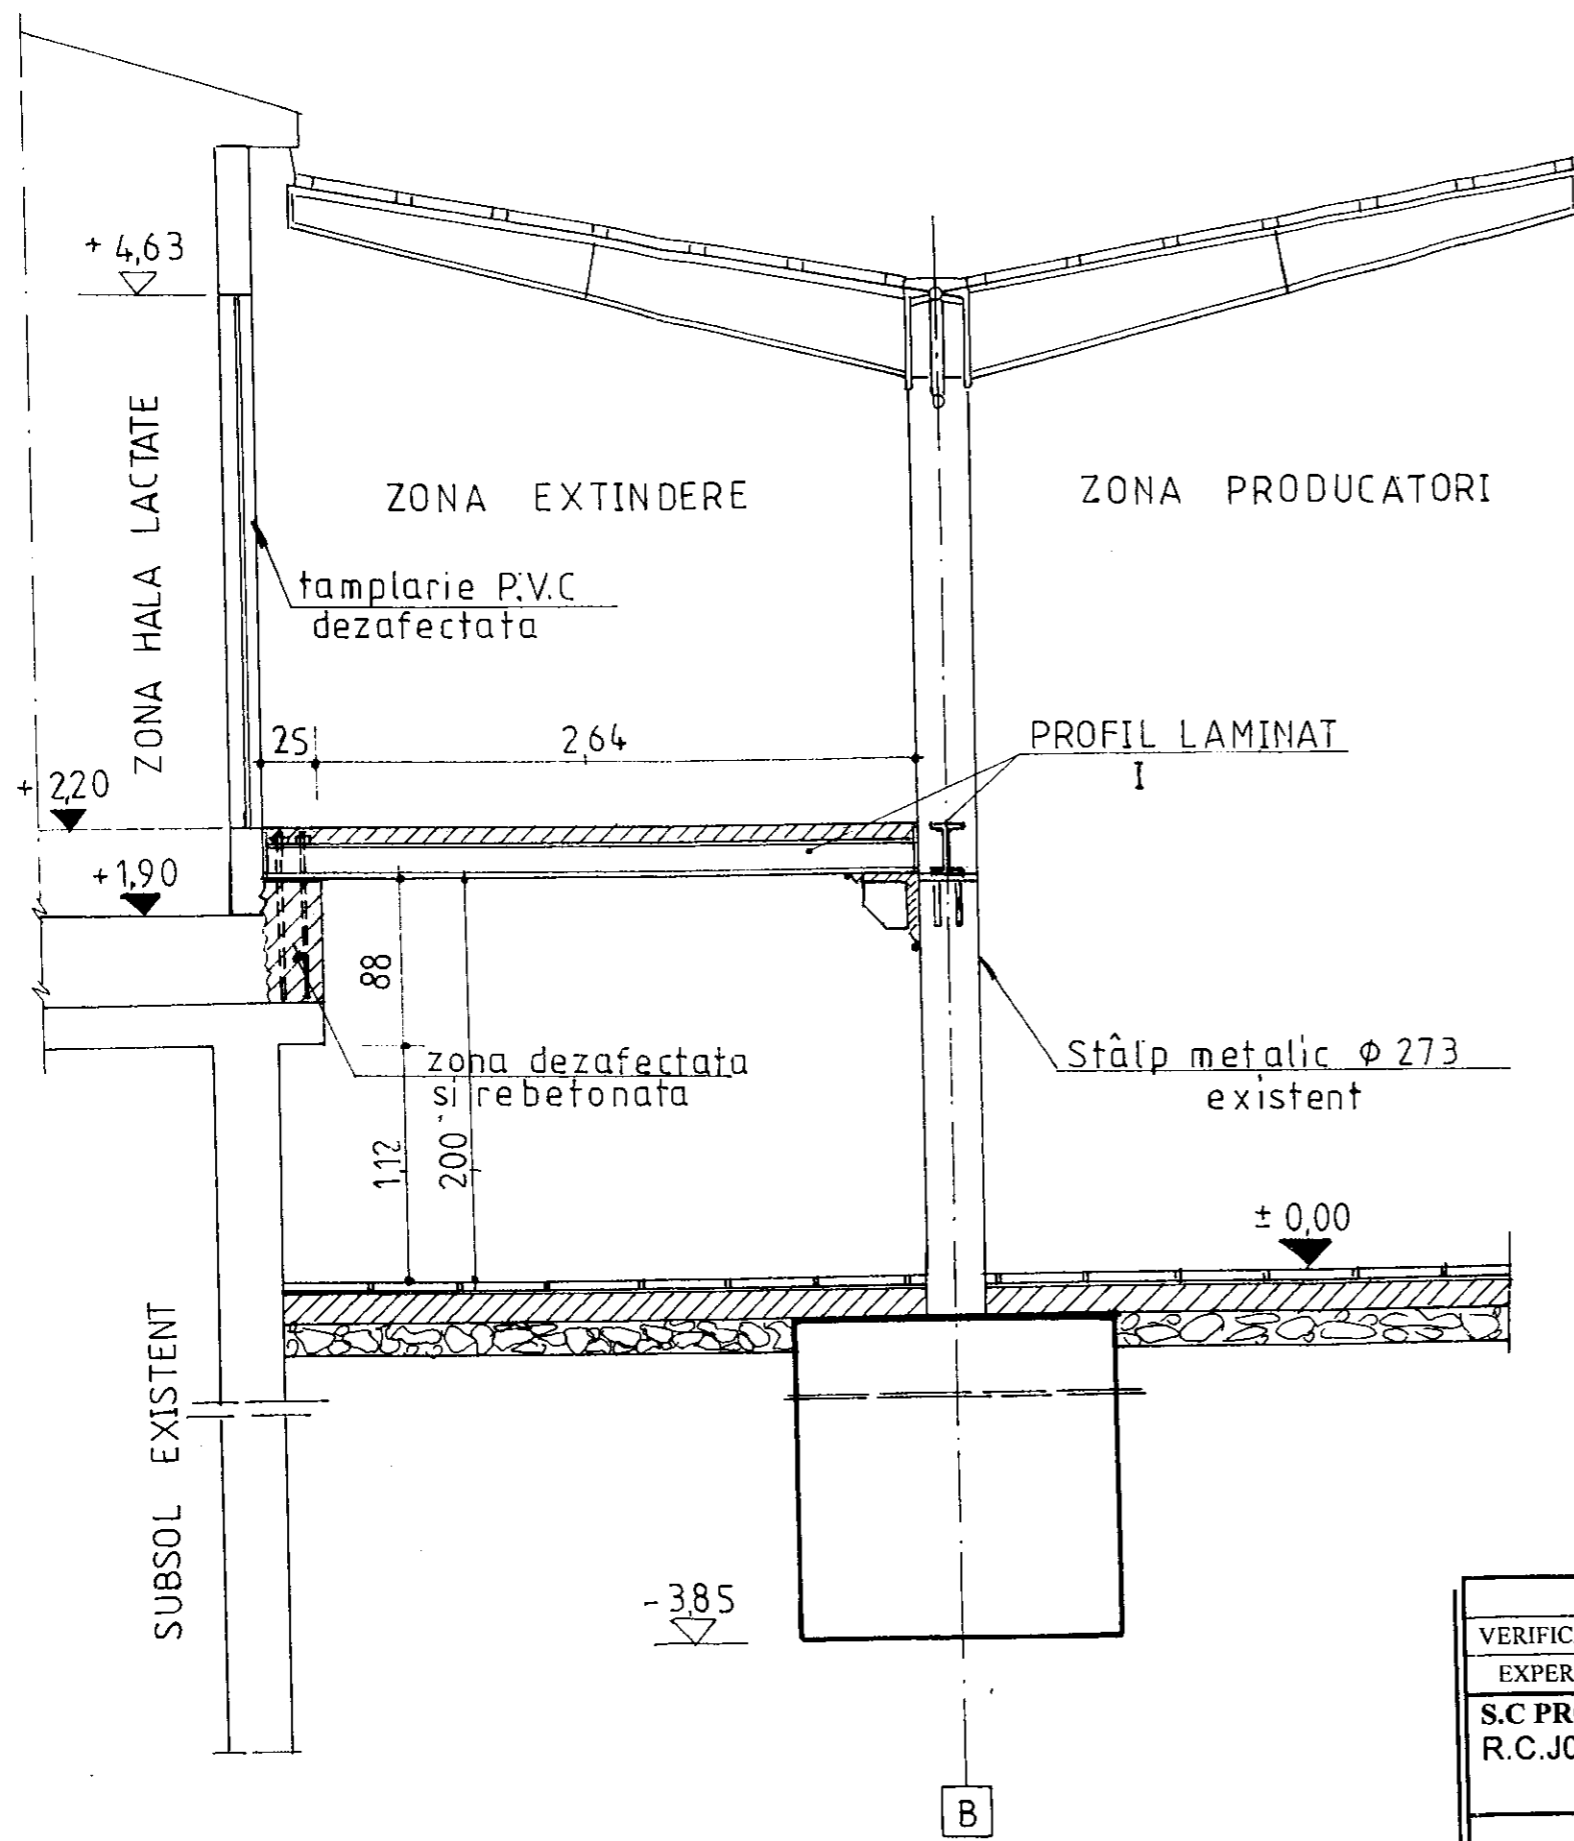 + 4,63
ZONA HALA LACTATE
ZONA EXTINDERE
ZONA PRODUCATORI
tamplarie P.V.C
dezafectata
25
2,64
PROFIL LAMINAT
I
+ 2,20
+1,90
88
zona dezafectata
si rebetonata
Stâlp metalic Φ 273
existent
1,12
200
± 0,00
SUBSOL EXISTENT
- 3,85
B
VERIFIC
EXPER
S.C PR
R.C.J0